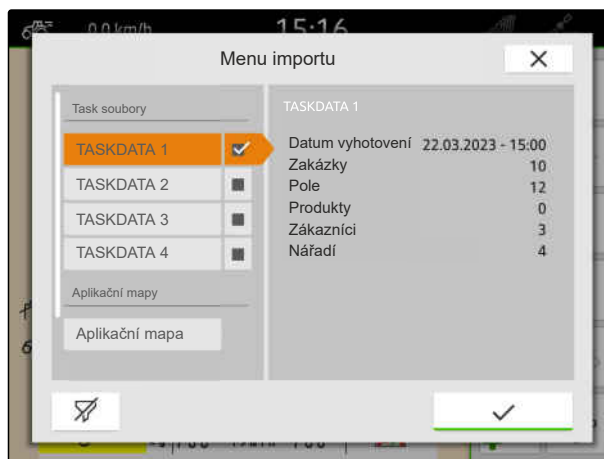 0.0 km/h 15:16
Menu importu
Task soubory
TASKDATA 1
TASKDATA 2
TASKDATA 3
TASKDATA 4
Aplikační mapy
Aplikační mapa
TASKDATA 1
Datum vyhotovení 22.03.2023 - 15:00
Zakázky 10
Pole 12
Produkty 0
Zákazníci 3
Nářadí 4